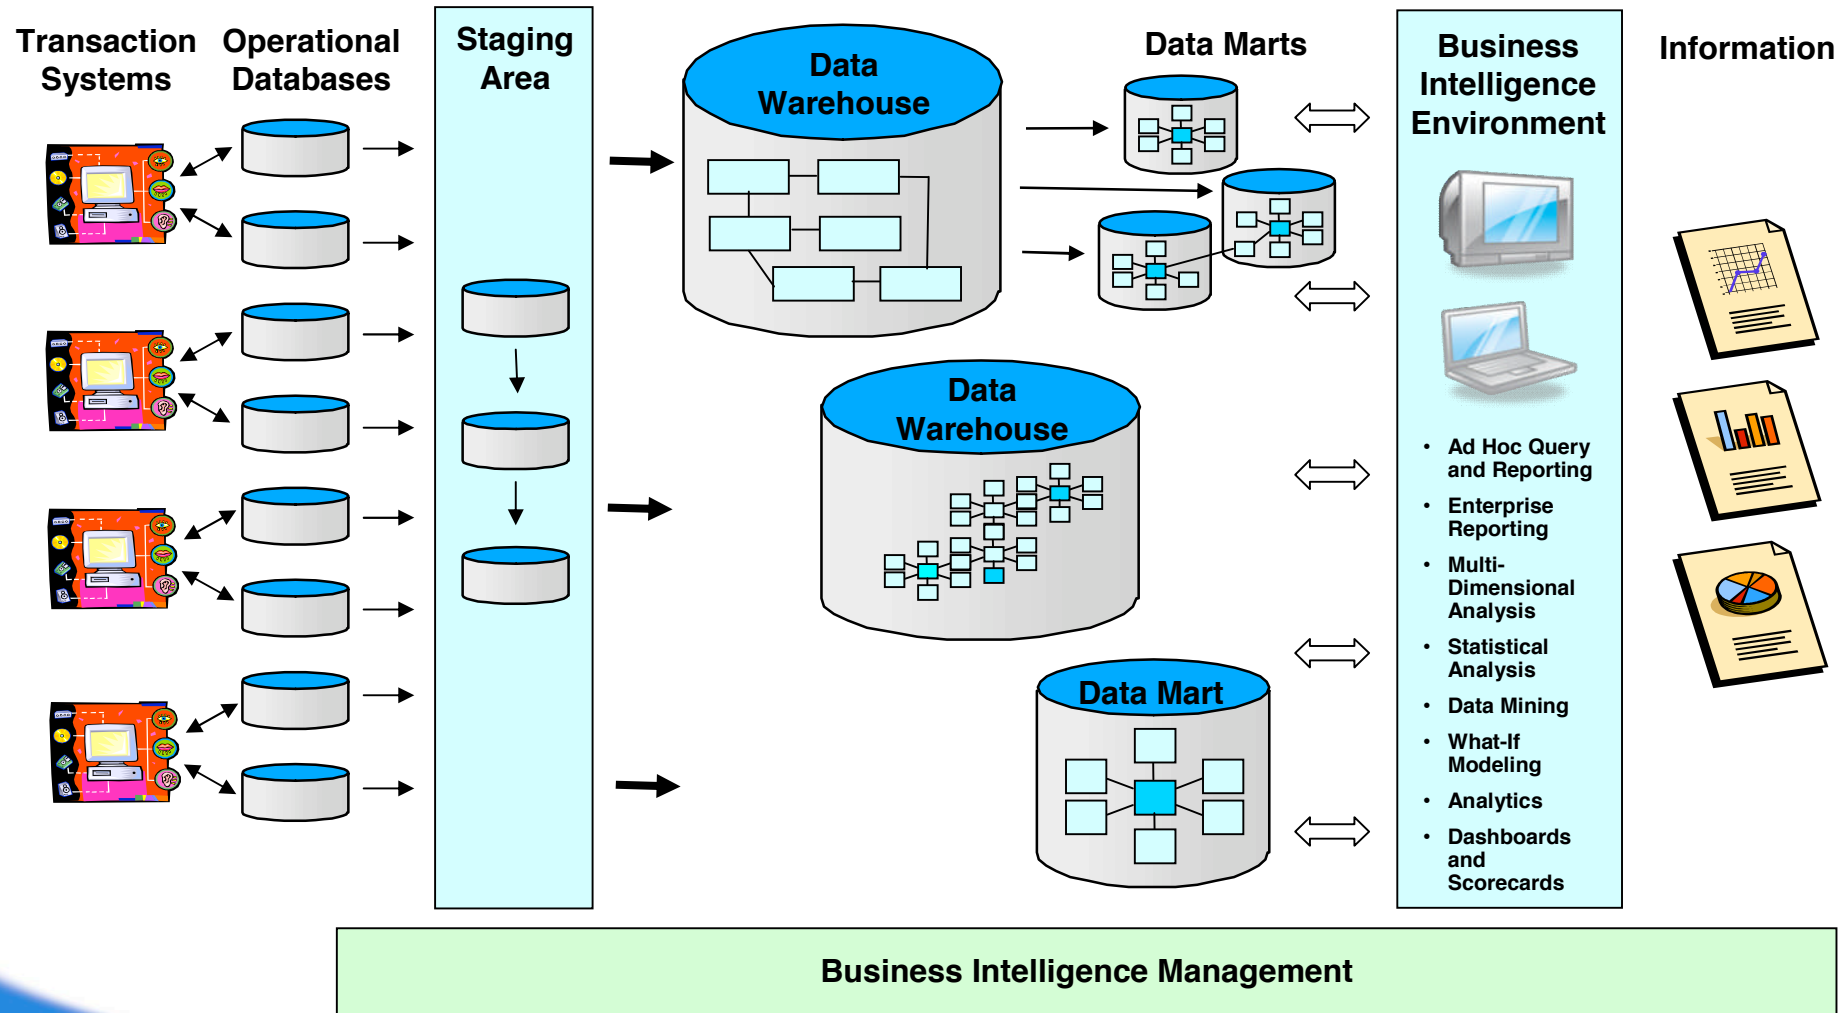 Transaction
Systems
Operational
Databases
Staging
Area
Data
Warehouse
Data Marts
Business
Intelligence
Environment
Information
Data
Warehouse
Data Mart
• Ad Hoc Query
and Reporting
• Enterprise
Reporting
• Multi-
Dimensional
Analysis
• Statistical
Analysis
• Data Mining
• What-If
Modeling
• Analytics
• Dashboards
and
Scorecards
Business Intelligence Management